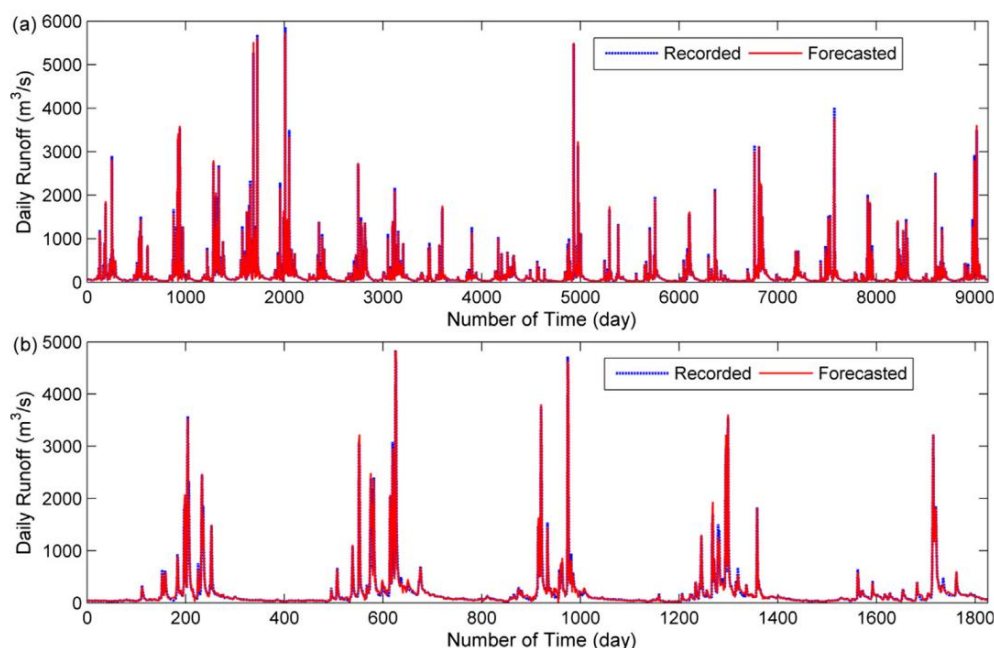 (a)
6000
5000
4000
3000
2000
1000
0
Daily Runoff (m³/s)
Recorded Forecasted
0 1000 2000 3000 4000 5000 6000 7000 8000 9000
Number of Time (day)
(b)
5000
4000
3000
2000
1000
0
Daily Runoff (m³/s)
Recorded Forecasted
0 200 400 600 800 1000 1200 1400 1600 1800
Number of Time (day)